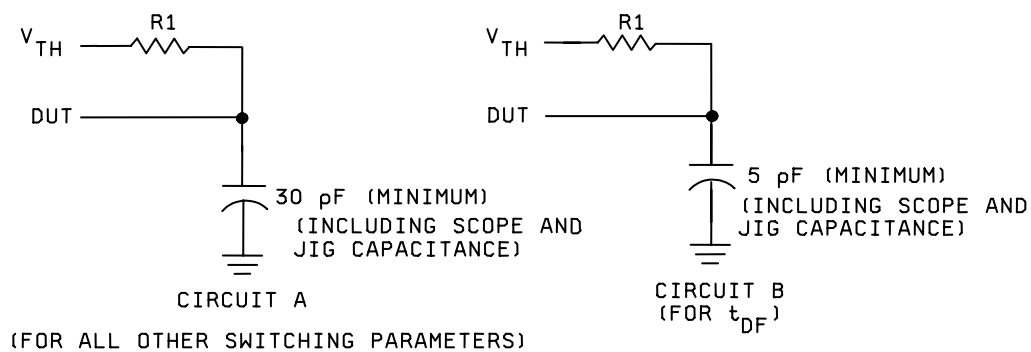 R1
V TH
DUT
30 pF (MINIMUM)
(INCLUDING SCOPE AND
JIG CAPACITANCE)
CIRCUIT A
(FOR ALL OTHER SWITCHING PARAMETERS)
R1
V TH
DUT
5 pF (MINIMUM)
(INCLUDING SCOPE AND
JIG CAPACITANCE)
CIRCUIT B
(FOR tDF)